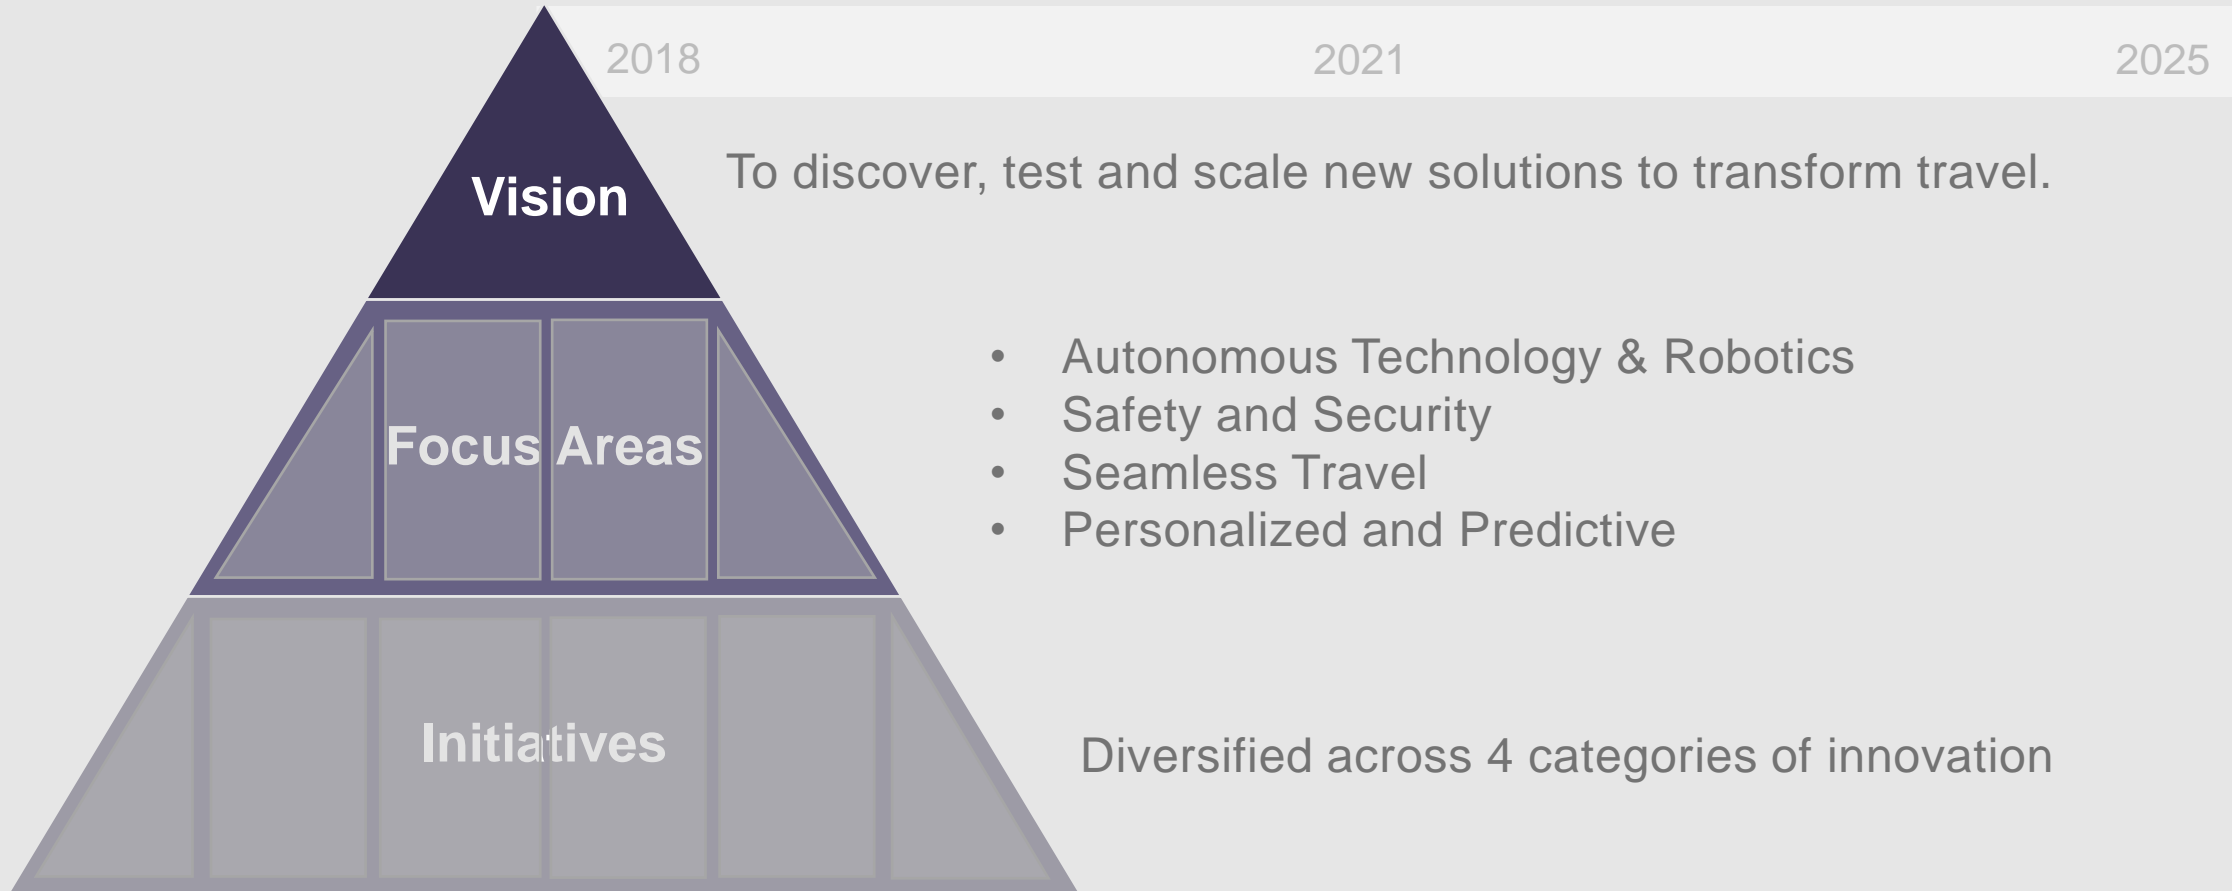 2018 2021 2025
Vision
To discover, test and scale new solutions to transform travel.
Focus Areas
• Autonomous Technology & Robotics
• Safety and Security
• Seamless Travel
• Personalized and Predictive
Initiatives
Diversified across 4 categories of innovation